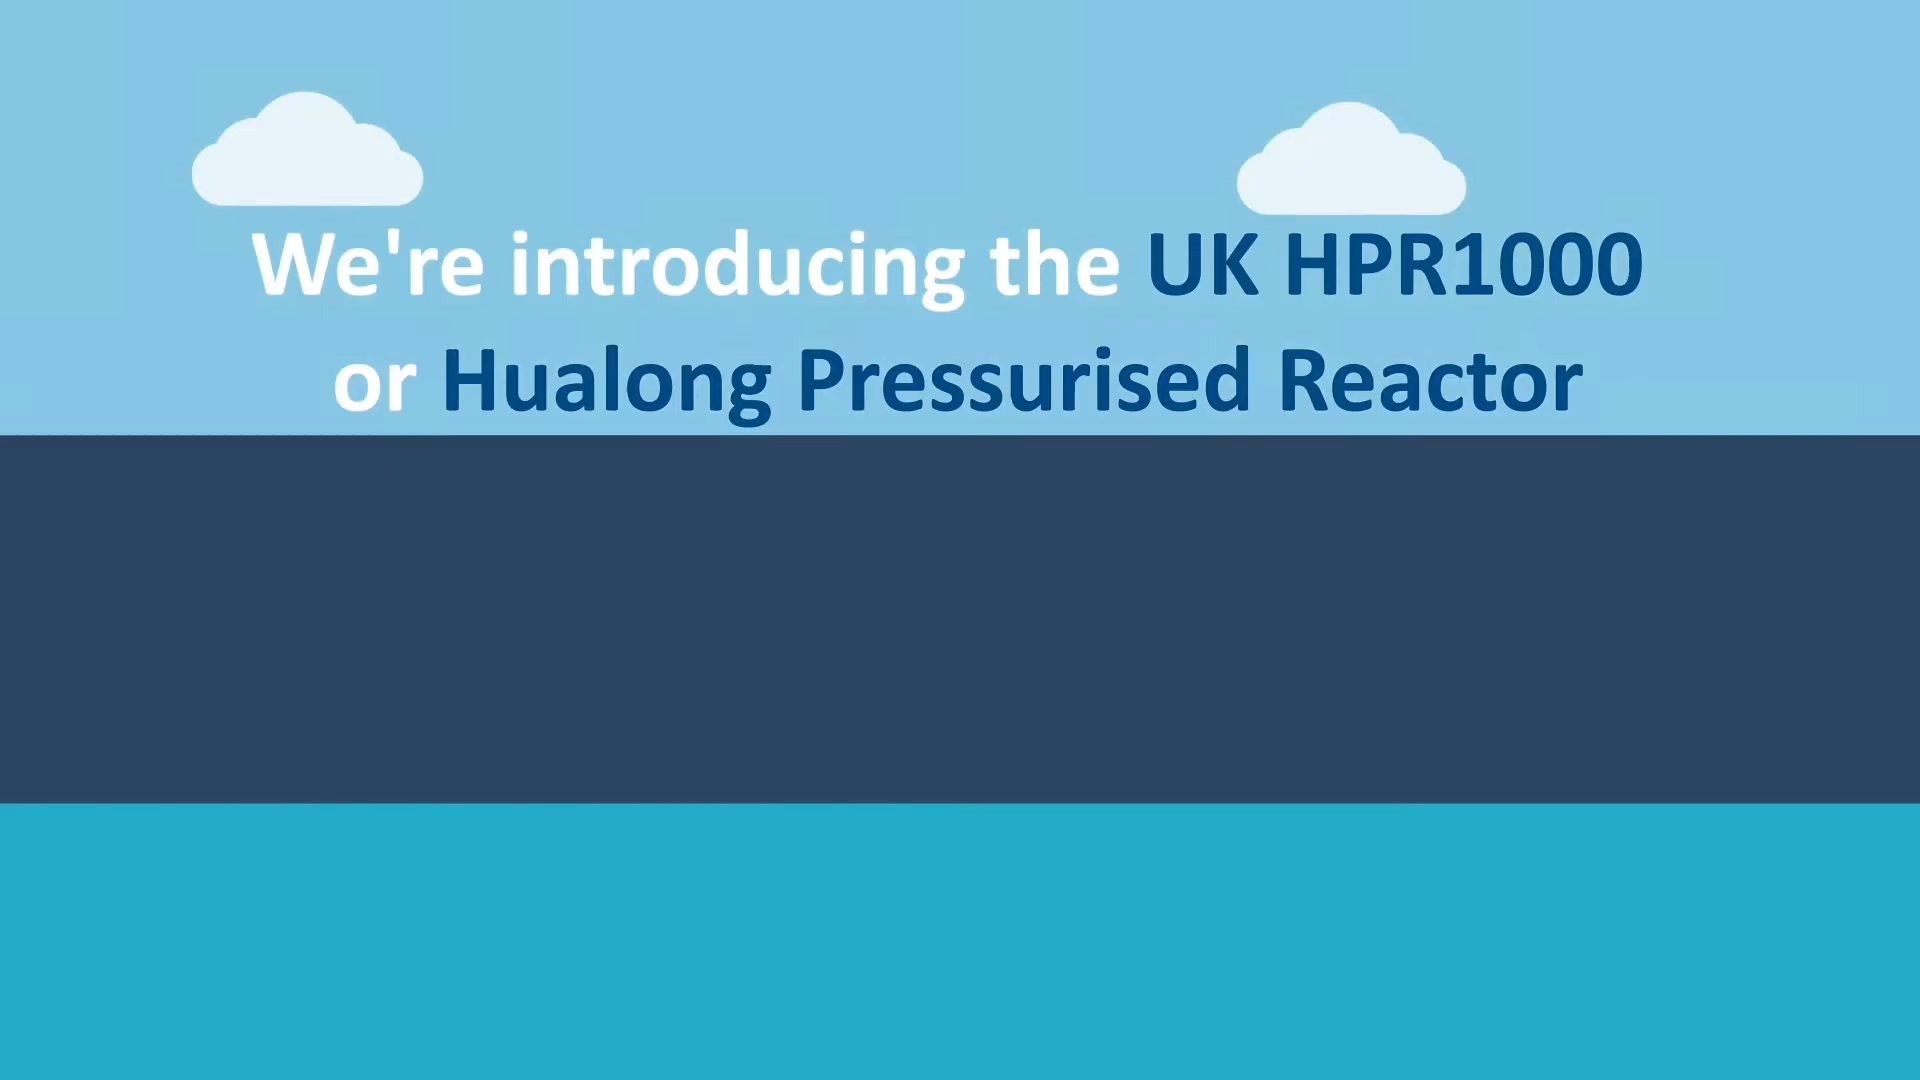 We're introducing the UK HPR1000
or Hualong Pressurised Reactor